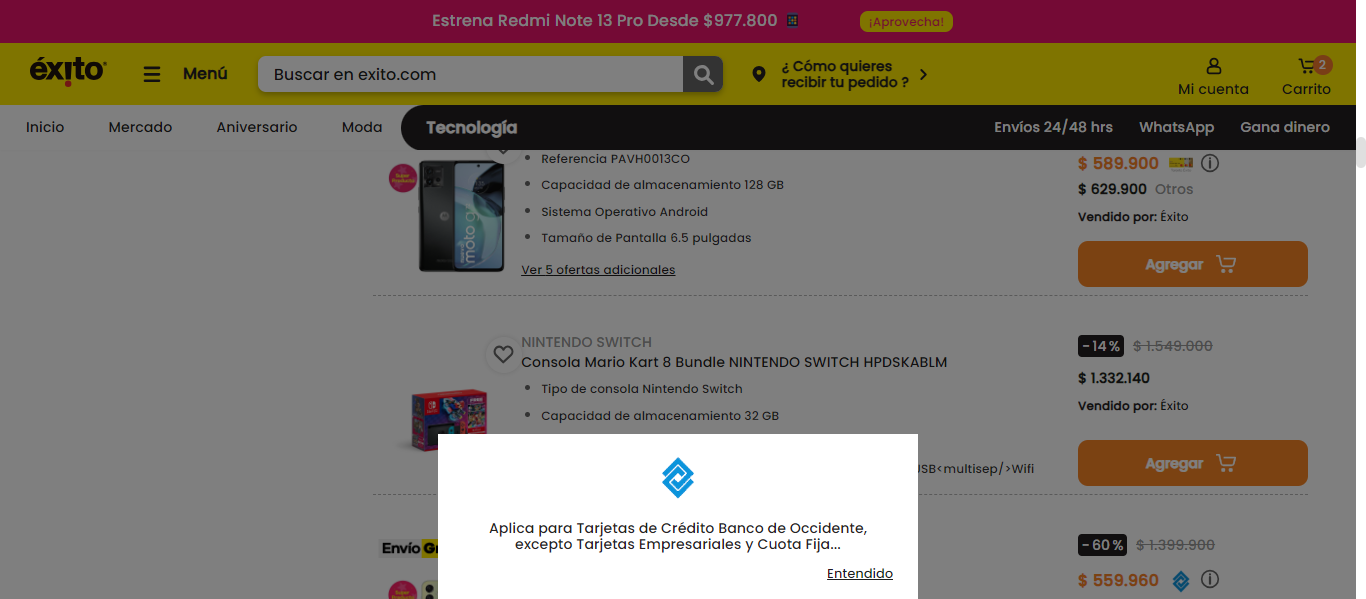 Estrena Redmi Note 13 Pro Desde $977.800
¡Aprovecha!
éxito
Menú
Buscar en exito.com
¿ Cómo quieres
recibir tu pedido ?
Mi cuenta
2
Carrito
Inicio
Mercado
Aniversario
Moda
Tecnología
Envíos 24/48 hrs
WhatsApp
Gana dinero
Referencia PAVH0013CO
Capacidad de almacenamiento 128 GB
Sistema Operativo Android
Tamaño de Pantalla 6.5 pulgadas
Ver 5 ofertas adicionales
$ 589.900
$ 629.900 Otros
Vendido por: Éxito
Agregar
NINTENDO SWITCH
Consola Mario Kart 8 Bundle NINTENDO SWITCH HPDSKABLM
Tipo de consola Nintendo Switch
Capacidad de almacenamiento 32 GB
USB<multisep/>Wifi
-14% $ 1.549.000
$ 1.332.140
Vendido por: Éxito
Agregar
Aplica para Tarjetas de Crédito Banco de Occidente,
excepto Tarjetas Empresariales y Cuota Fija...
Entendido
Envío
-60% $ 1.399.900
$ 559.960